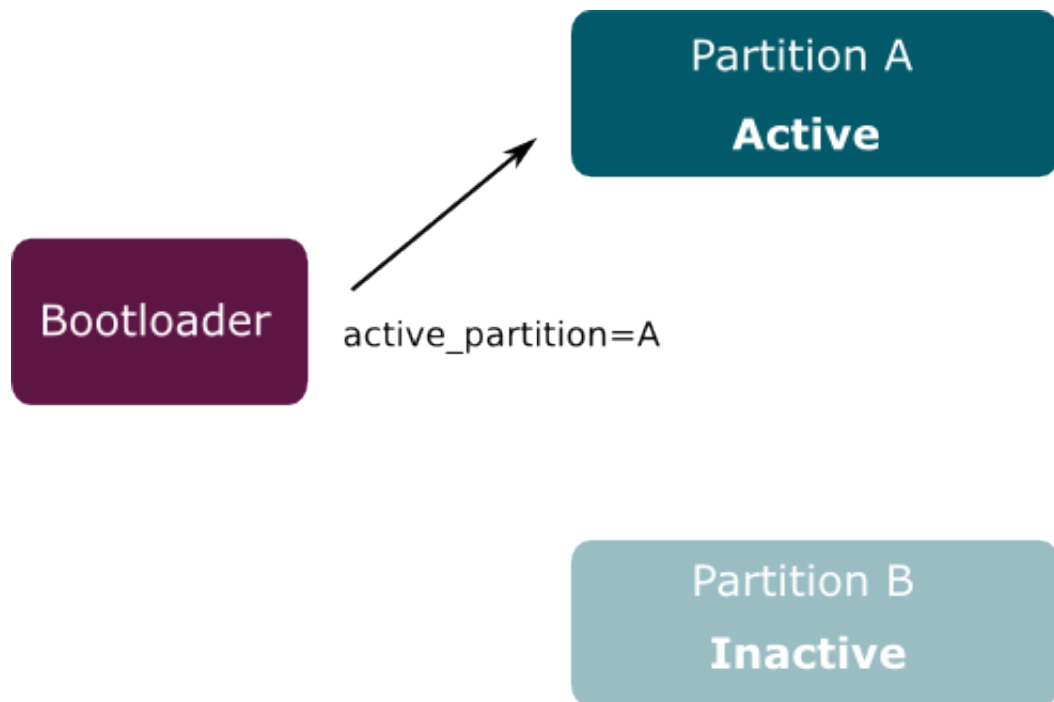 Partition A
Active
Bootloader
active_partition=A
Partition B
Inactive